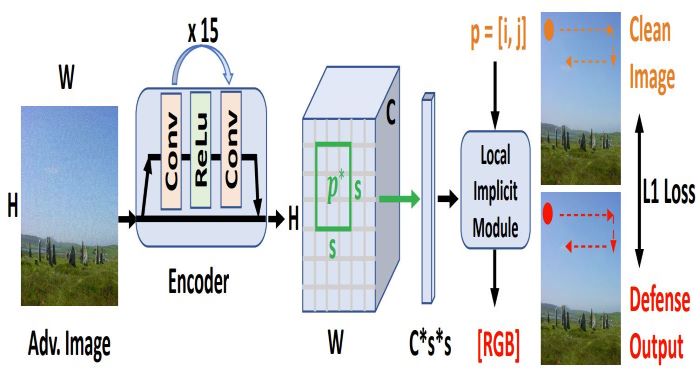 x 15
W
H
Conv
ReLu
Conv
Encoder
Adv. Image
H
W
C
p*
s
s
C*s*s
p = [i, j]
Local
Implicit
Module
[RGB]
Clean
Image
L1 Loss
Defense
Output